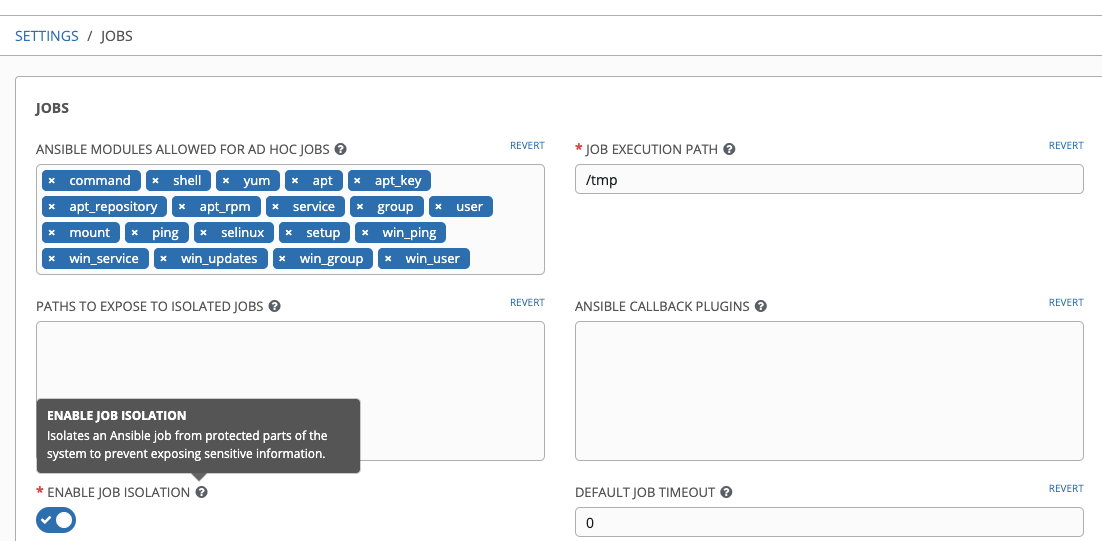 SETTINGS / JOBS
JOBS
ANSIBLE MODULES ALLOWED FOR AD HOC JOBS ? REVERT
× command × shell × yum × apt × apt_key
× apt_repository × apt_rpm × service × group × user
× mount × ping × selinux × setup × win_ping
× win_service × win_updates × win_group × win_user
* JOB EXECUTION PATH ? REVERT
/tmp
PATHS TO EXPOSE TO ISOLATED JOBS ? REVERT
ANSIBLE CALLBACK PLUGINS ? REVERT
ENABLE JOB ISOLATION
Isolates an Ansible job from protected parts of the
system to prevent exposing sensitive information.
* ENABLE JOB ISOLATION ?
DEFAULT JOB TIMEOUT ? REVERT
0